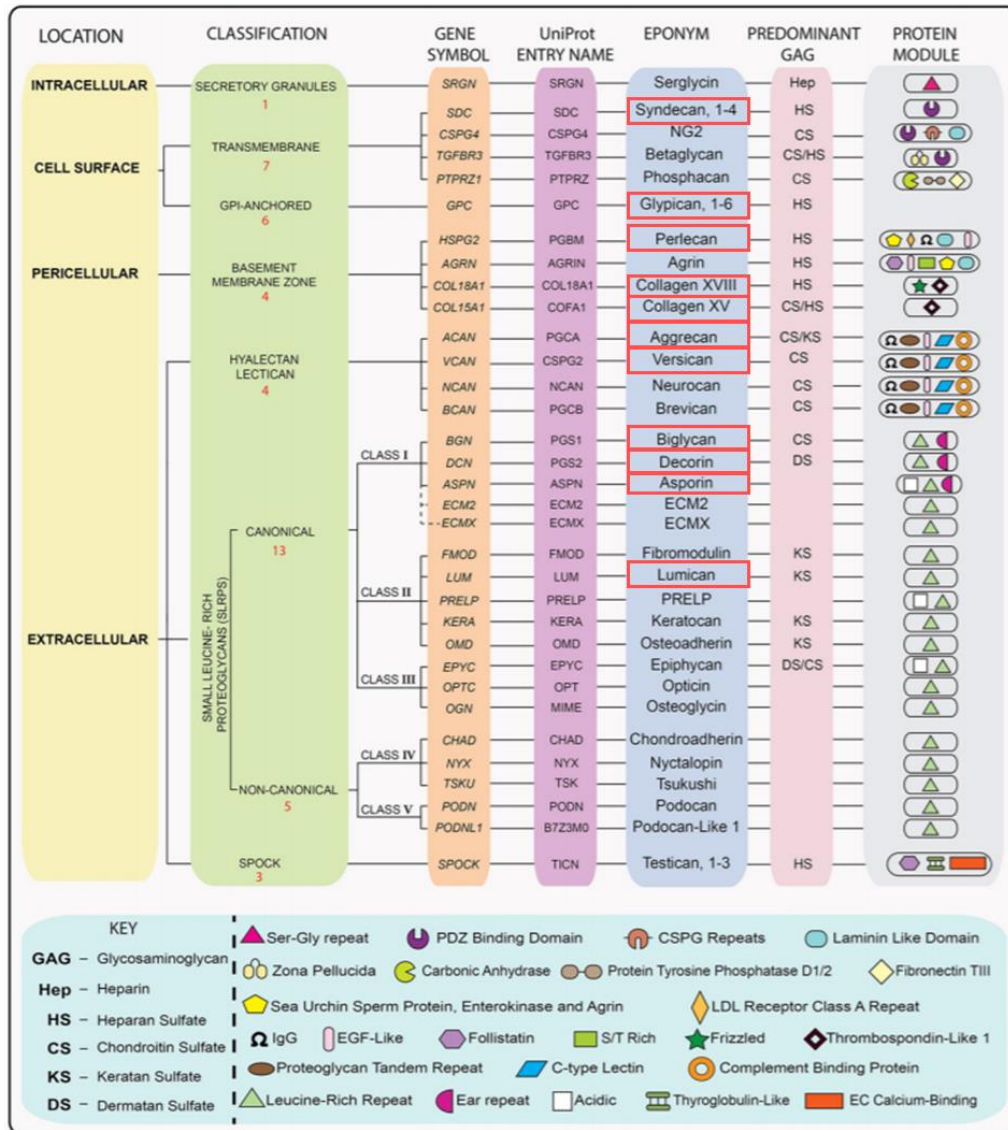 LOCATION CLASSIFICATION GENE SYMBOL UniProt ENTRY NAME EPONYM PREDOMINANT GAG PROTEIN MODULE
INTRACELLULAR SECRETORY GRANULES SRGN SRGN Serglycin Hep
1
SDC SDC Syndecan, 1-4 HS
CSPG4 CSPG4 NG2 CS
CELL SURFACE TRANSMEMBRANE TGFBR3 TGFBR3 Betaglycan CS/HS
7
PTPRZ1 PTPRZ Phosphacan CS
GPI-ANCHORED GPC GPC Glypican, 1-6 HS
6
HSPG2 PGBM Perlecan HS
PERICELLULAR BASEMENT MEMBRANE ZONE AGRN AGRIN Agrin HS
4
COL18A1 COL18A1 Collagen XVIII HS
COL15A1 COFA1 Collagen XV CS/HS
ACAN PGCA Aggrecan CS/KS
HYALECTAN LECTICAN VCAN CSPG2 Versican CS
4
NCAN NCAN Neurocan CS
BCAN PGCB Brevican CS
CLASS I BGN PGS1 Biglycan CS
DCN PGS2 Decorin DS
ASPN ASPN Asporin
ECM2 ECM2 ECM2
CANONICAL ECMX ECMX ECMX
13
FMOD FMOD Fibromodulin KS
LUM LUM Lumican KS
CLASS II PRELP PRELP PRELP
KERA KERA Keratocan KS
EXTRACELLULAR SMALL LEUCINE- RICH PROTEOGLYCANS (SLRPS) OMD OMD Osteoadherin KS
EPYC EPYC Epiphycan DS/CS
CLASS III OPTC OPT Opticin
OGN MIME Osteoglycin
CHAD CHAD Chondroadherin
CLASS IV NYX NYX Nyctalopin
TSKU TSK Tsukushi
NON-CANONICAL
5
CLASS V PODN PODN Podocan
PODNL1 B7Z3M0 Podocan-Like 1
SPOCK SPOCK TICN Testican, 1-3 HS
3
KEY
GAG – Glycosaminoglycan
Hep – Heparin
HS – Heparan Sulfate
CS – Chondroitin Sulfate
KS – Keratan Sulfate
DS – Dermatan Sulfate
Ser-Gly repeat PDZ Binding Domain CSPG Repeats Laminin Like Domain
Zona Pellucida Carbonic Anhydrase Protein Tyrosine Phosphatase D1/2 Fibronectin TIII
Sea Urchin Sperm Protein, Enterokinase and Agrin LDL Receptor Class A Repeat
Ω IgG EGF-Like Follistatin S/T Rich Frizzled Thrombospondin-Like 1
Proteoglycan Tandem Repeat C-type Lectin Complement Binding Protein
Leucine-Rich Repeat Ear repeat Acidic Thyroglobulin-Like EC Calcium-Binding